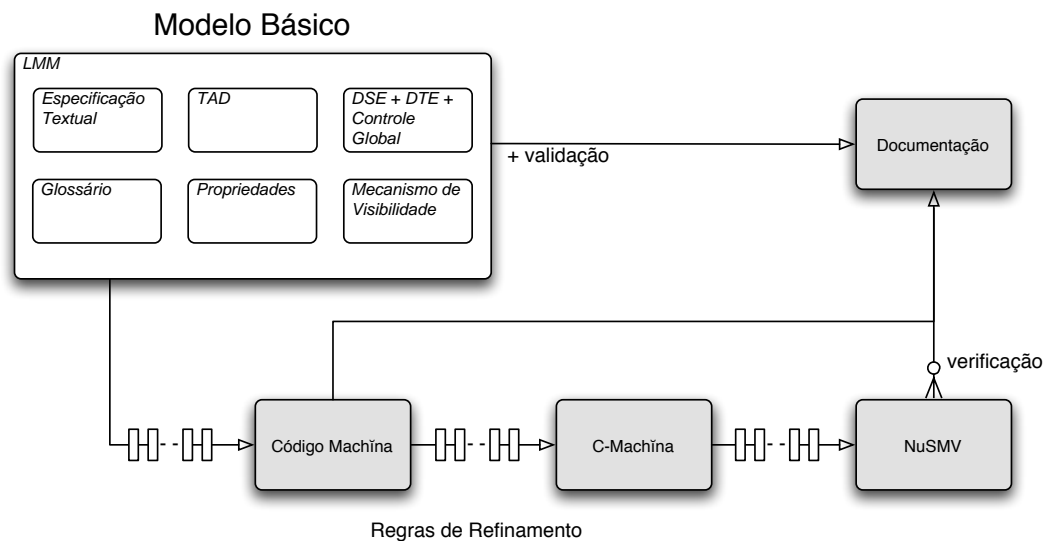 Modelo Básico
LMM
Especificação
Textual
TAD
DSE + DTE +
Controle
Global
Glossário
Propriedades
Mecanismo de
Visibilidade
+ validação
Documentação
verificação
Código Machĭna
C-Machĭna
NuSMV
Regras de Refinamento